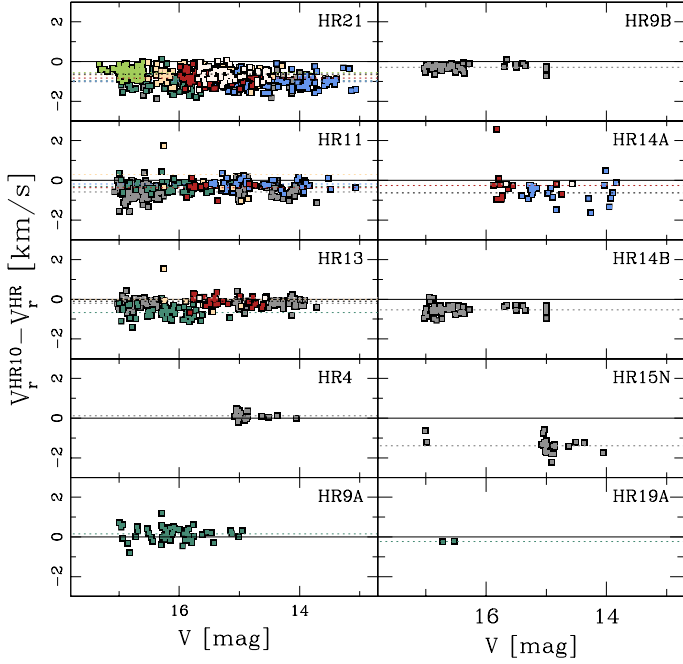 HR21
HR9B
2
0
−2
HR11
HR14A
2
0
−2
HR13
HR14B
2
0
−2
HR4
HR15N
2
0
−2
HR9A
HR19A
2
0
−2
V_r^HR10−V_r^HR [km/s]
16 14
16 14
V [mag]
V [mag]